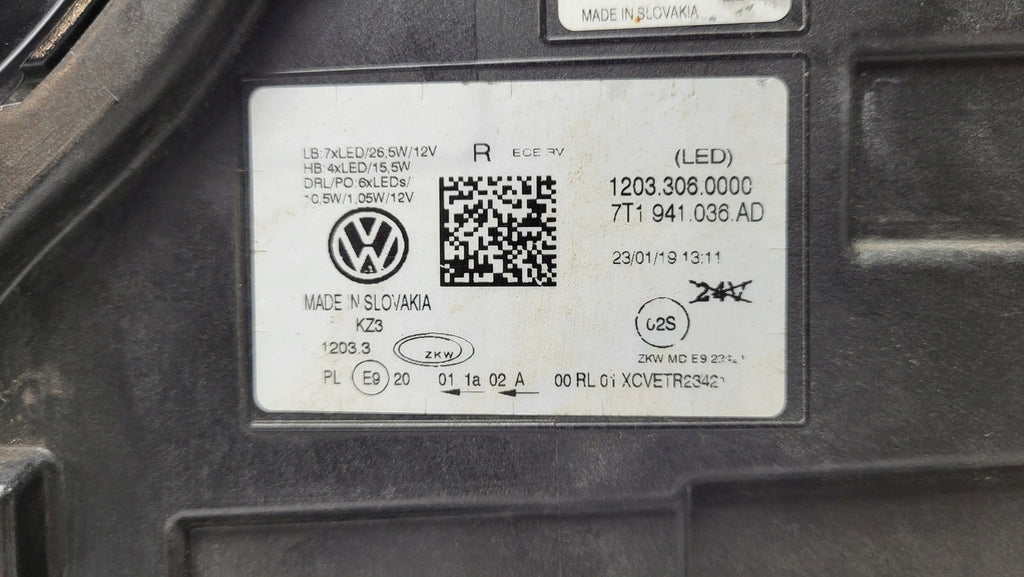 MADE IN SLOVAKIA
LB:7xLED/26,5W/12V
HB:4xLED/15,5W
DRL/PO:6xLEDs/
10,5W/1,05W/12V
R ECE RV
(LED)
1203.306.0000
7T1 941.036.AD
23/01/19 13:11
24V
MADE IN SLOVAKIA
KZ3
1203.3
ZKW
02S
ZKW MD E9
PL E9 20 01 1a 02 A 00 RL 01